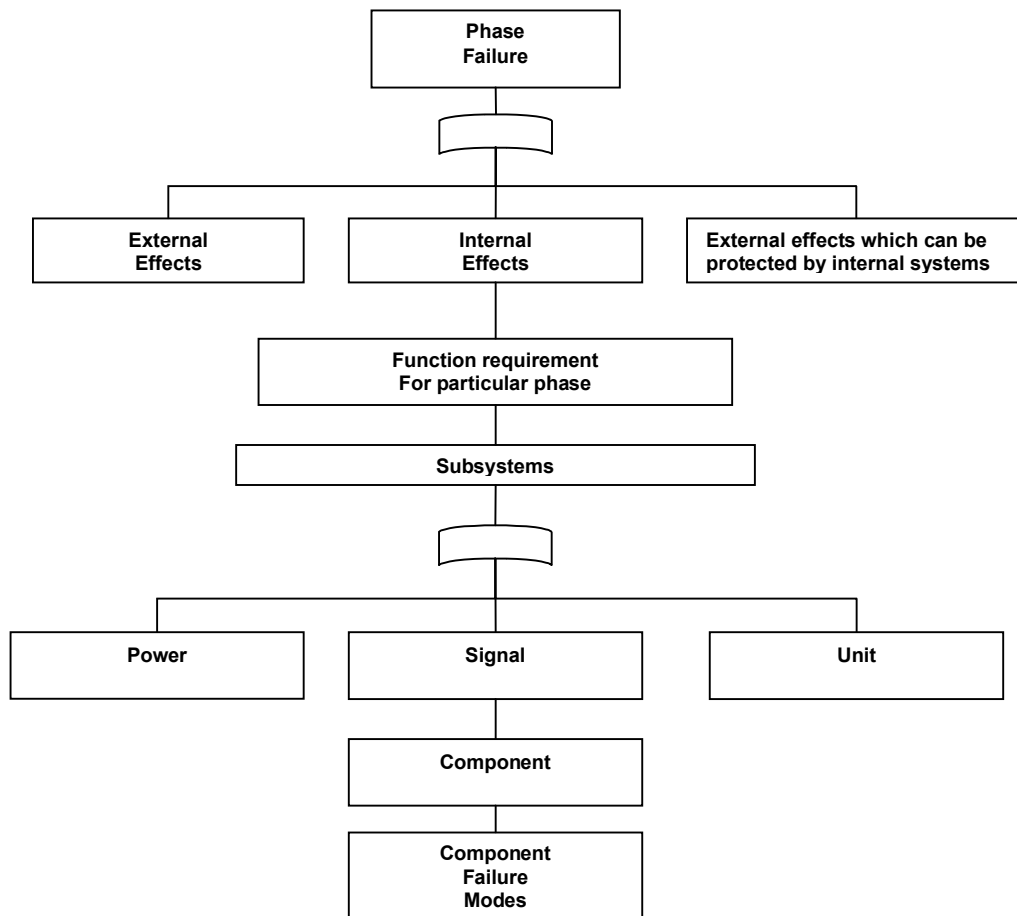 Phase
Failure
External
Effects
Internal
Effects
External effects which can be
protected by internal systems
Function requirement
For particular phase
Subsystems
Power
Signal
Unit
Component
Component
Failure
Modes